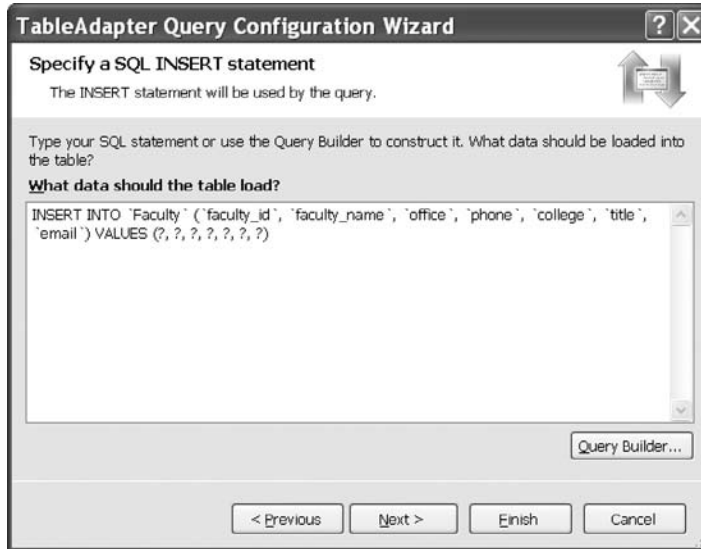 TableAdapter Query Configuration Wizard
Specify a SQL INSERT statement
The INSERT statement will be used by the query.
Type your SQL statement or use the Query Builder to construct it. What data should be loaded into
the table?
What data should the table load?
INSERT INTO `Faculty` (`faculty_id`, `faculty_name`, `office`, `phone`, `college`, `title`,
`email`) VALUES (?, ?, ?, ?, ?, ?, ?)
Query Builder...
< Previous Next > Finish Cancel